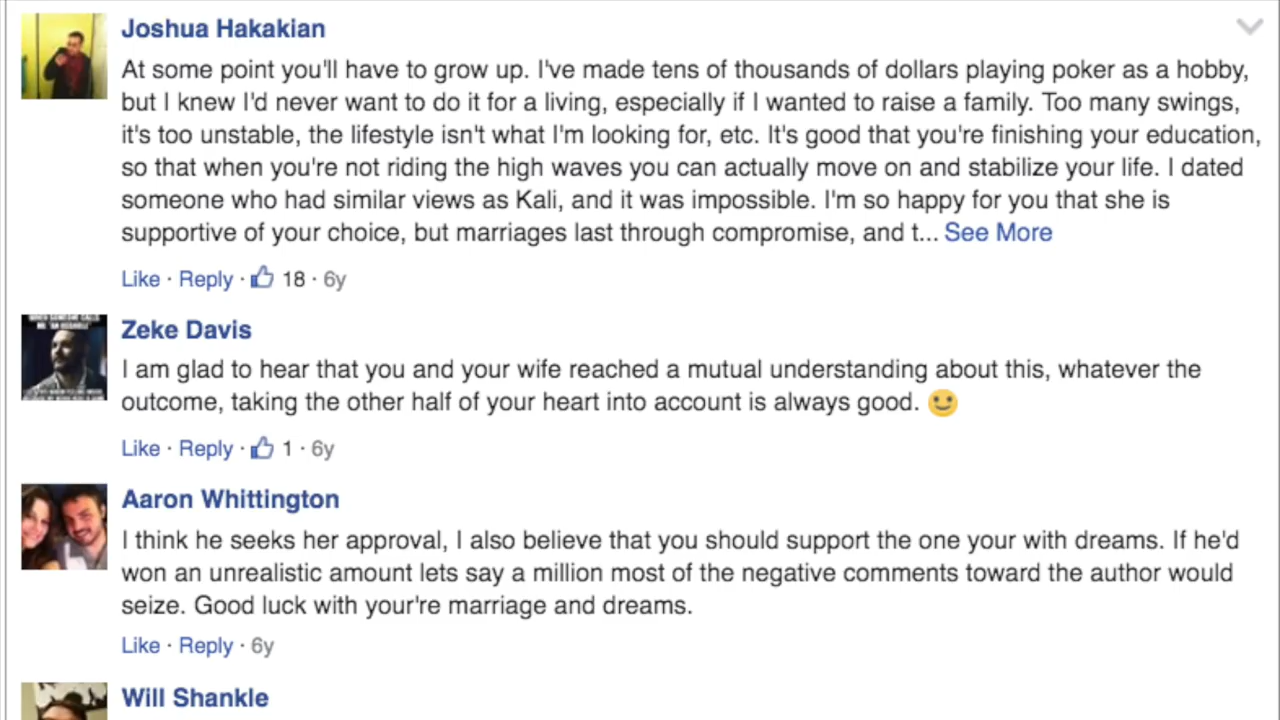 Joshua Hakakian
At some point you'll have to grow up. I've made tens of thousands of dollars playing poker as a hobby,
but I knew I'd never want to do it for a living, especially if I wanted to raise a family. Too many swings,
it's too unstable, the lifestyle isn't what I'm looking for, etc. It's good that you're finishing your education,
so that when you're not riding the high waves you can actually move on and stabilize your life. I dated
someone who had similar views as Kali, and it was impossible. I'm so happy for you that she is
supportive of your choice, but marriages last through compromise, and t... See More
Like · Reply · 18 · 6y
Zeke Davis
I am glad to hear that you and your wife reached a mutual understanding about this, whatever the
outcome, taking the other half of your heart into account is always good.
Like · Reply · 1 · 6y
Aaron Whittington
I think he seeks her approval, I also believe that you should support the one your with dreams. If he'd
won an unrealistic amount lets say a million most of the negative comments toward the author would
seize. Good luck with your're marriage and dreams.
Like · Reply · 6y
Will Shankle